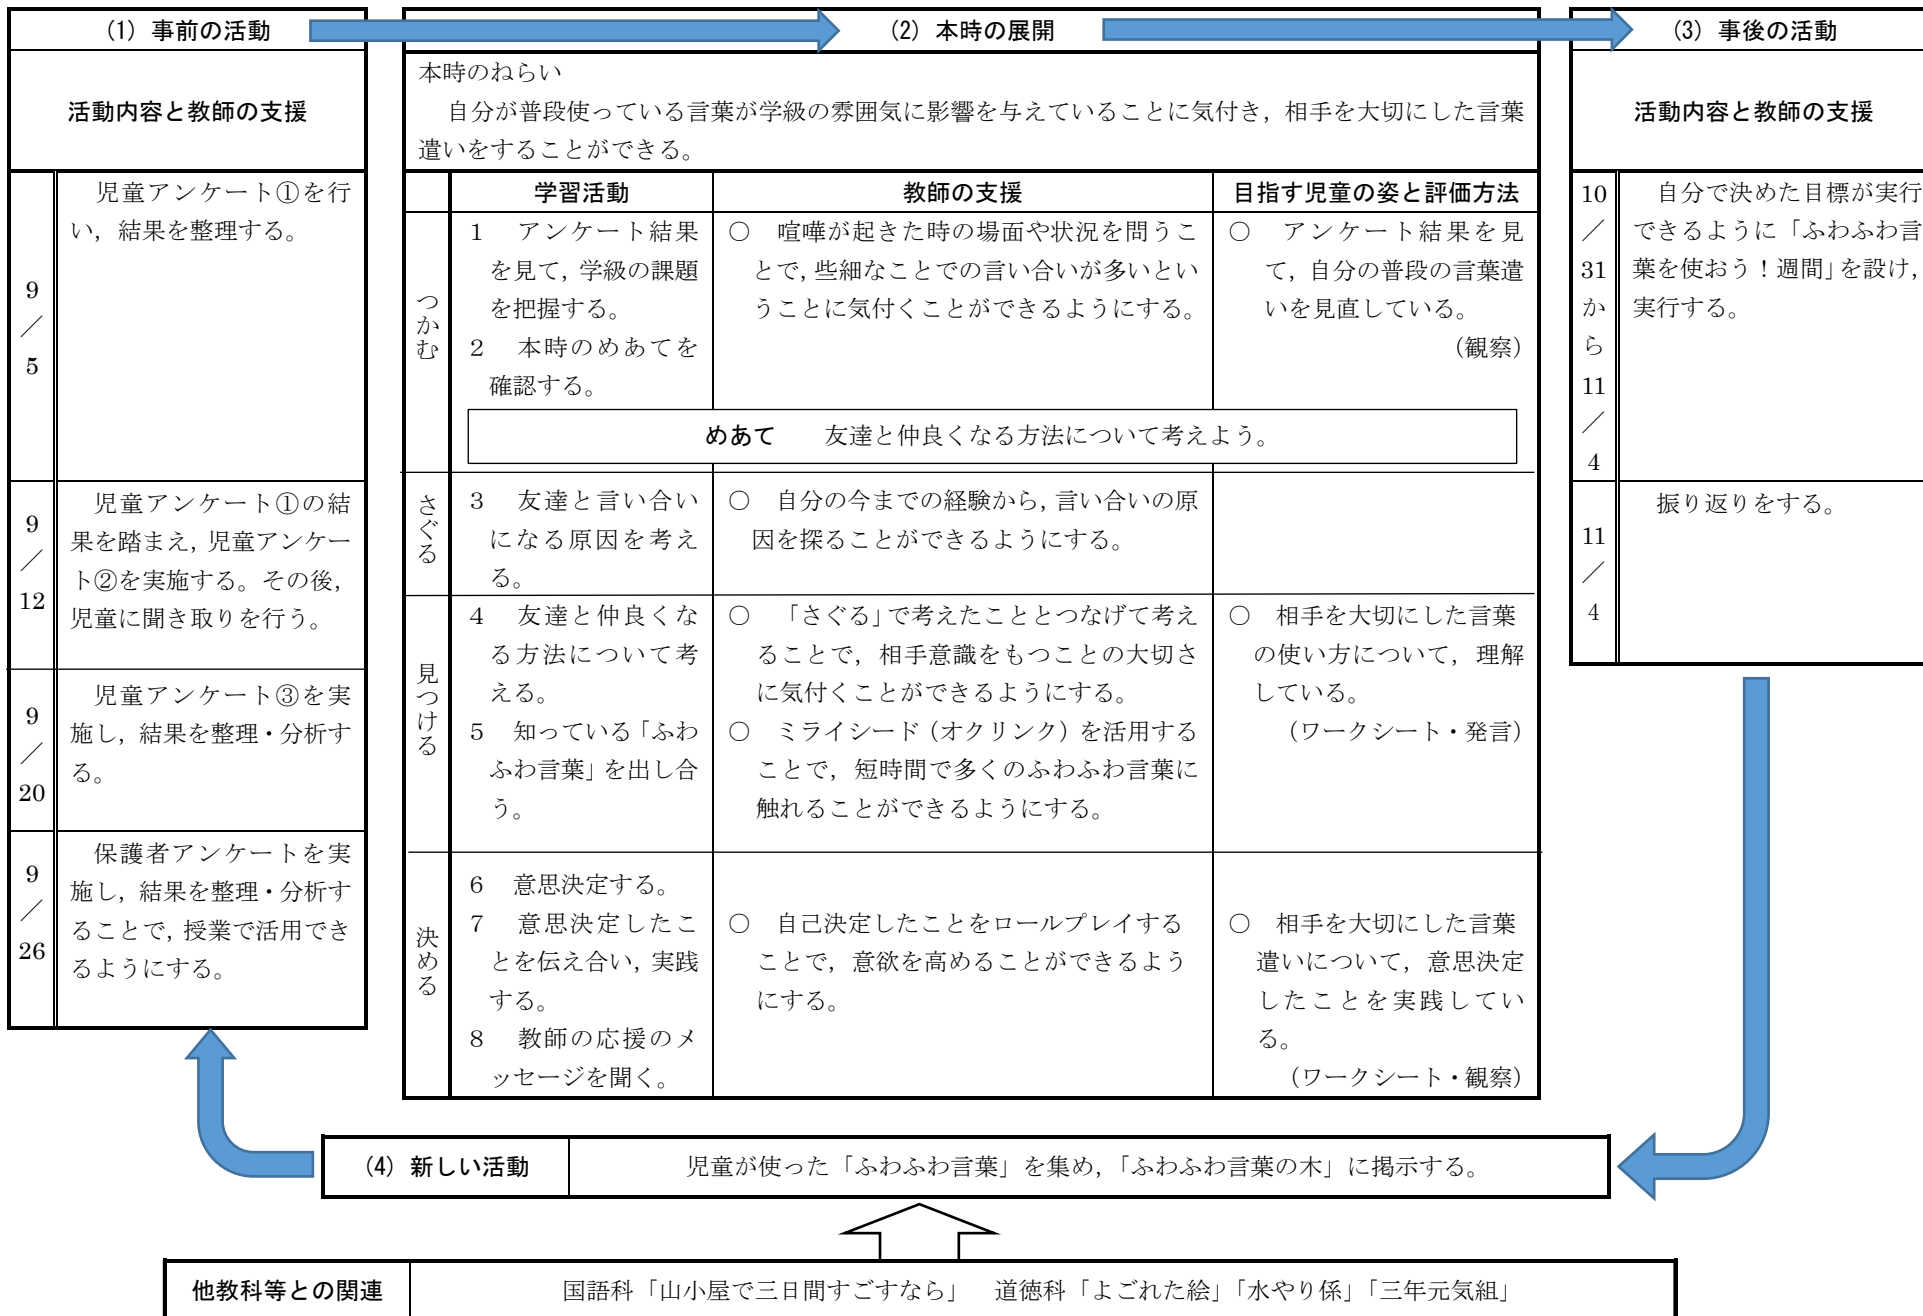 (1) 事前の活動
活動内容と教師の支援
9／5
児童アンケート①を行
い，結果を整理する。
9／12
児童アンケート①の結
果を踏まえ，児童アンケー
ト②を実施する。その後，
児童に聞き取りを行う。
9／20
児童アンケート③を実
施し，結果を整理・分析す
る。
9／26
保護者アンケートを実
施し，結果を整理・分析す
ることで，授業で活用でき
るようにする。
(2) 本時の展開
本時のねらい
自分が普段使っている言葉が学級の雰囲気に影響を与えていることに気付き，相手を大切にした言葉
遣いをすることができる。
学習活動
教師の支援
目指す児童の姿と評価方法
つかむ
1　アンケート結果
を見て，学級の課題
を把握する。
2　本時のめあてを
確認する。
○　喧嘩が起きた時の場面や状況を問うこ
とで，些細なことでの言い合いが多いとい
うことに気付くことができるようにする。
○　アンケート結果を見
て，自分の普段の言葉遣
いを見直している。
（観察）
めあて　　友達と仲良くなる方法について考えよう。
さぐる
3　友達と言い合い
になる原因を考え
る。
○　自分の今までの経験から，言い合いの原
因を探ることができるようにする。
見つける
4　友達と仲良くな
る方法について考
える。
5　知っている「ふわ
ふわ言葉」を出し合
う。
○　「さぐる」で考えたこととつなげて考え
ることで，相手意識をもつことの大切さ
に気付くことができるようにする。
○　ミライシード（オクリンク）を活用する
ことで，短時間で多くのふわふわ言葉に
触れることができるようにする。
○　相手を大切にした言葉
の使い方について，理解
している。
（ワークシート・発言）
決める
6　意思決定する。
7　意思決定したこ
とを伝え合い，実践
する。
8　教師の応援のメ
ッセージを聞く。
○　自己決定したことをロールプレイする
ことで，意欲を高めることができるよう
にする。
○　相手を大切にした言葉
遣いについて，意思決定
したことを実践してい
る。
（ワークシート・観察）
(3) 事後の活動
活動内容と教師の支援
10／31から11／4
自分で決めた目標が実行
できるように「ふわふわ言
葉を使おう！週間」を設け，
実行する。
11／4
振り返りをする。
(4) 新しい活動
児童が使った「ふわふわ言葉」を集め，「ふわふわ言葉の木」に掲示する。
他教科等との関連
国語科「山小屋で三日間すごすなら」　道徳科「よごれた絵」「水やり係」「三年元気組」